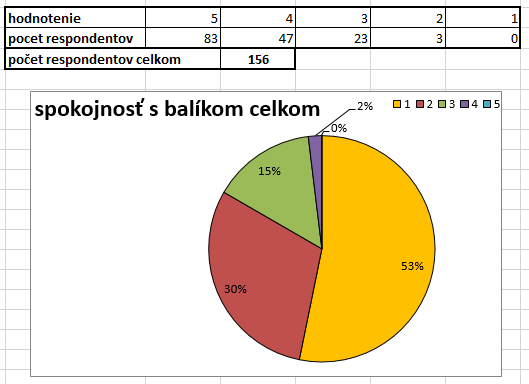 hodnotenie 5 4 3 2 1
pocet respondentov 83 47 23 3 0
počet respondentov celkom 156
spokojnosť s balíkom celkom
1 2 3 4 5
2%
0%
15%
53%
30%